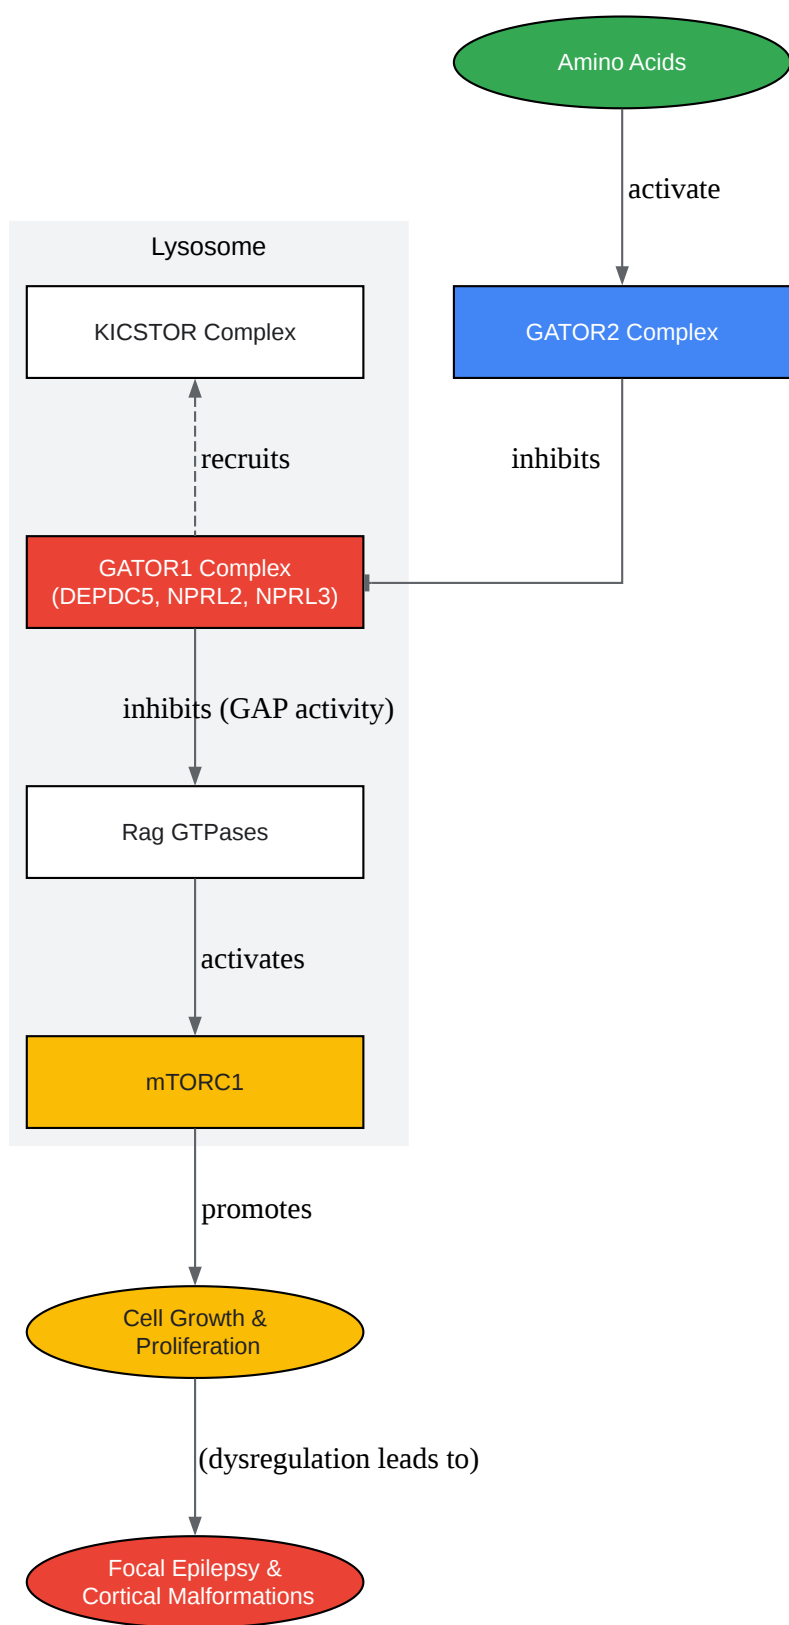 Amino Acids
activate
Lysosome
KICSTOR Complex
GATOR2 Complex
recruits
inhibits
GATOR1 Complex
(DEPDC5, NPRL2, NPRL3)
inhibits (GAP activity)
Rag GTPases
activates
mTORC1
promotes
Cell Growth &
Proliferation
(dysregulation leads to)
Focal Epilepsy &
Cortical Malformations